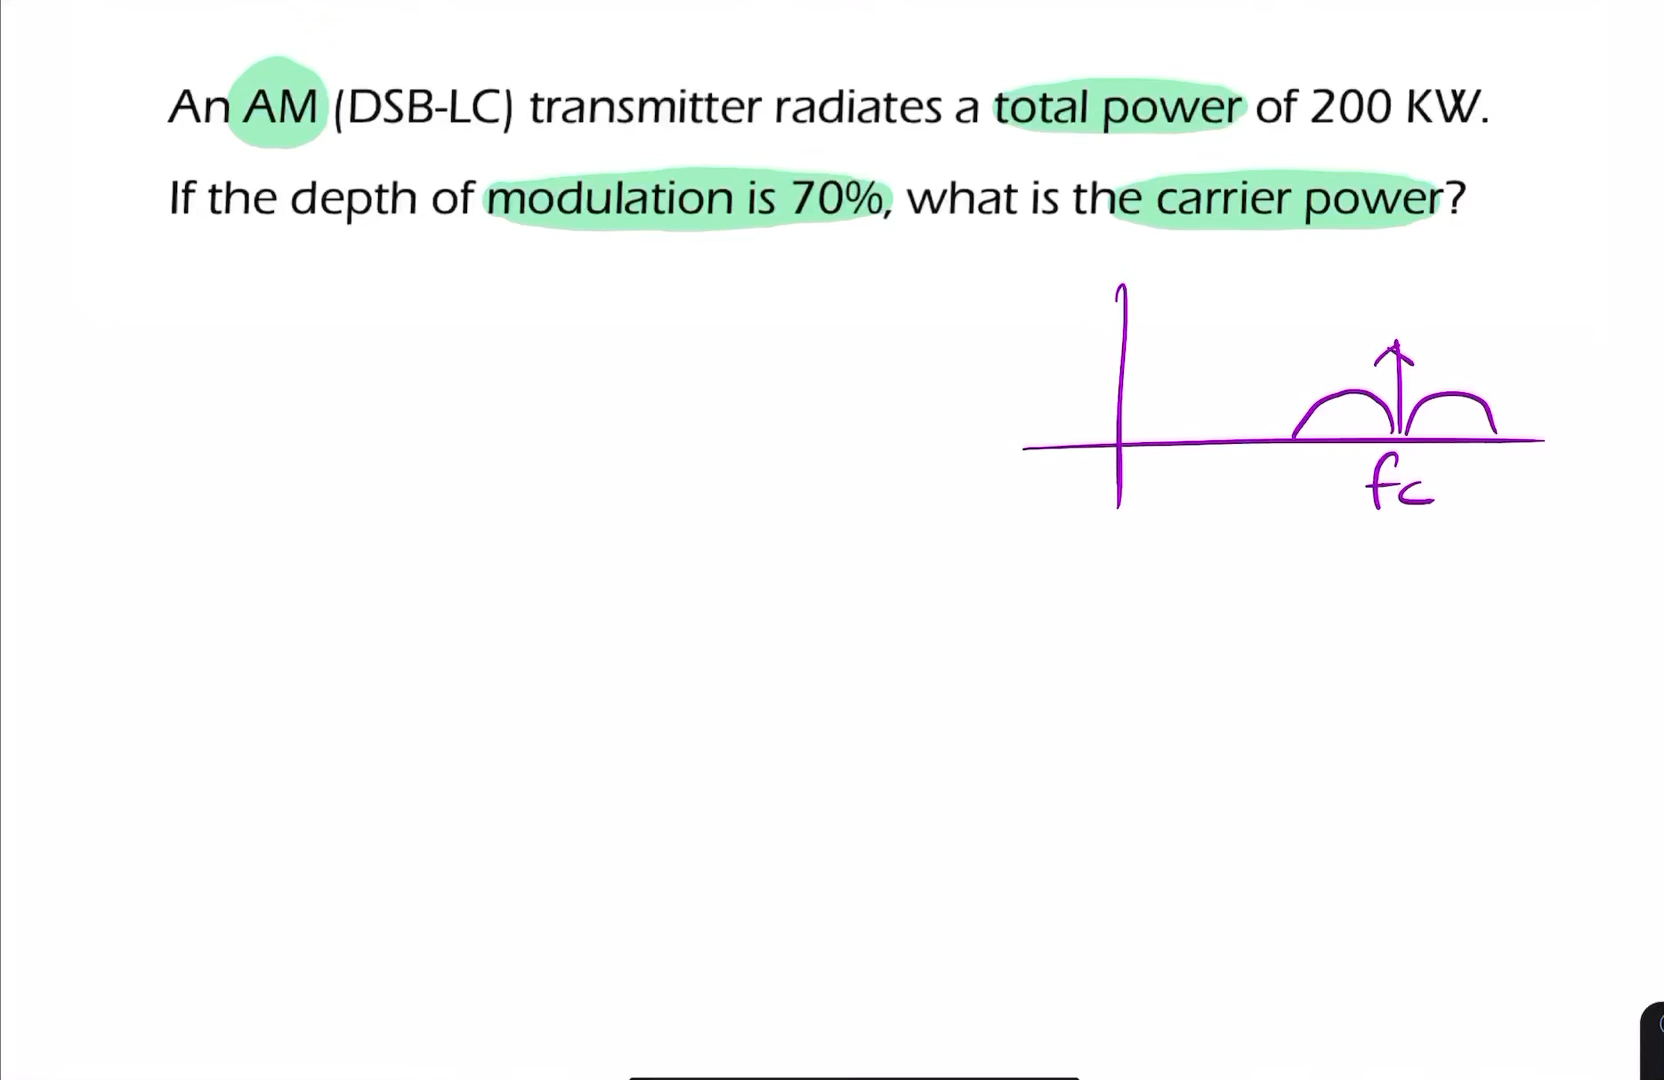 An AM (DSB-LC) transmitter radiates a total power of 200 KW.
If the depth of modulation is 70%, what is the carrier power?
fc